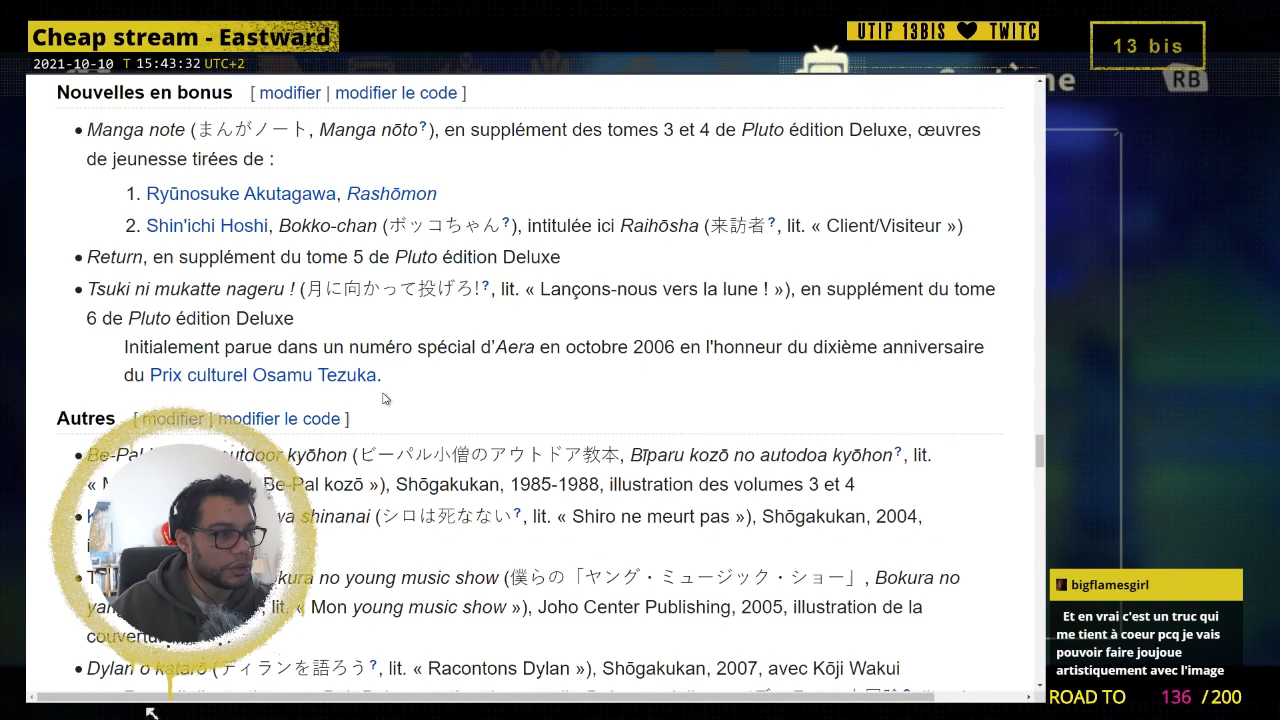 Cheap stream - Eastward
UTIP 13BIS TWITC
13 bis
2021-10-10 T 15:43:32 UTC+2
RB
Nouvelles en bonus [ modifier | modifier le code ]
• Manga note (まんがノート, Manga nōto?), en supplément des tomes 3 et 4 de Pluto édition Deluxe, œuvres
de jeunesse tirées de :
1. Ryūnosuke Akutagawa, Rashōmon
2. Shin'ichi Hoshi, Bokko-chan (ボッコちゃん?), intitulée ici Raihōsha (来訪者?, lit. « Client/Visiteur »)
• Return, en supplément du tome 5 de Pluto édition Deluxe
• Tsuki ni mukatte nageru ! (月に向かって投げろ!?, lit. « Lançons-nous vers la lune ! »), en supplément du tome
6 de Pluto édition Deluxe
Initialement parue dans un numéro spécial d'Aera en octobre 2006 en l'honneur du dixième anniversaire
du Prix culturel Osamu Tezuka.
Autres [ modifier | modifier le code ]
• Be-Pal outdoor kyōhon (ビーパル小僧のアウトドア教本, Bīparu kozō no autodoa kyōhon?, lit.
« Be-Pal kozō »), Shōgakukan, 1985-1988, illustration des volumes 3 et 4
shinanai (シロは死なない?, lit. « Shiro ne meurt pas »), Shōgakukan, 2004,
no young music show (僕らの「ヤング・ミュージック・ショー」, Bokura no
lit. « Mon young music show »), Joho Center Publishing, 2005, illustration de la
• Dylan o katarō (ディランを語ろう?, lit. « Racontons Dylan »), Shōgakukan, 2007, avec Kōji Wakui
bigflamesgirl
Et en vrai c'est un truc qui
me tient à coeur pcq je vais
pouvoir faire joujoue
artistiquement avec l'image
ROAD TO 136 / 200